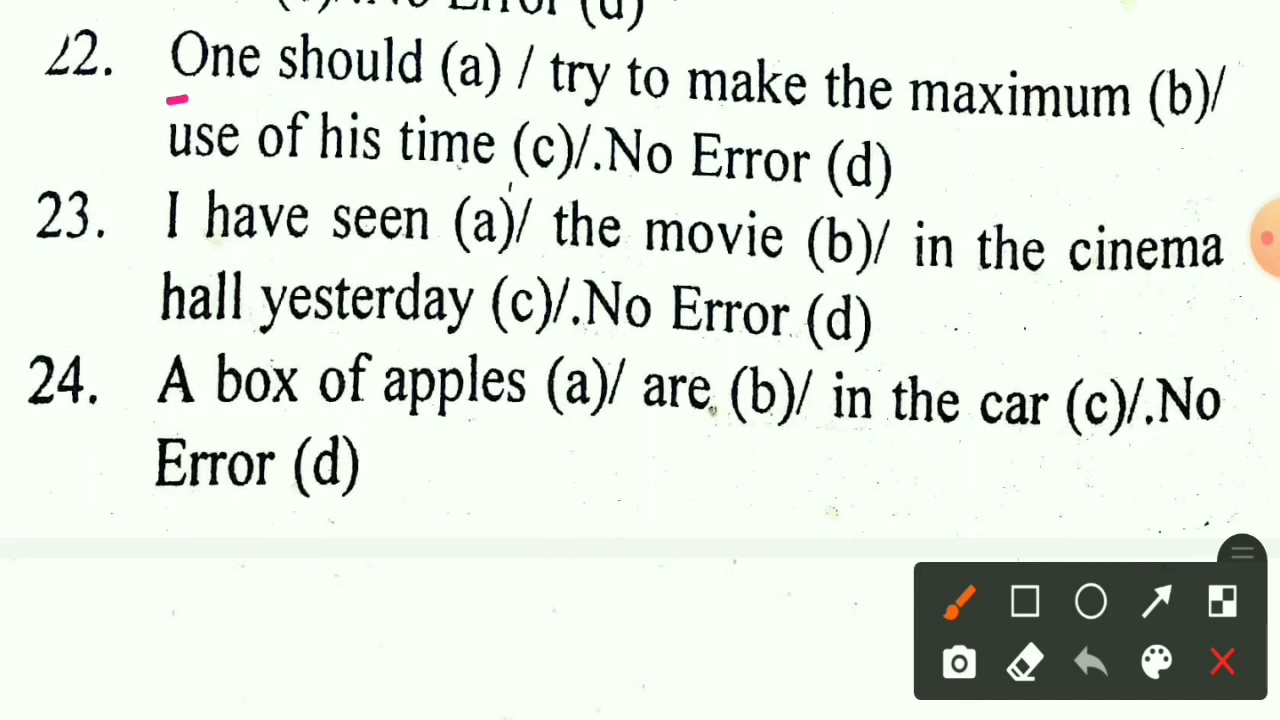 Error (d)
22. One should (a) / try to make the maximum (b)/
use of his time (c)/.No Error (d)
23. I have seen (a)/ the movie (b)/ in the cinema
hall yesterday (c)/.No Error (d)
24. A box of apples (a)/ are (b)/ in the car (c)/.No
Error (d)